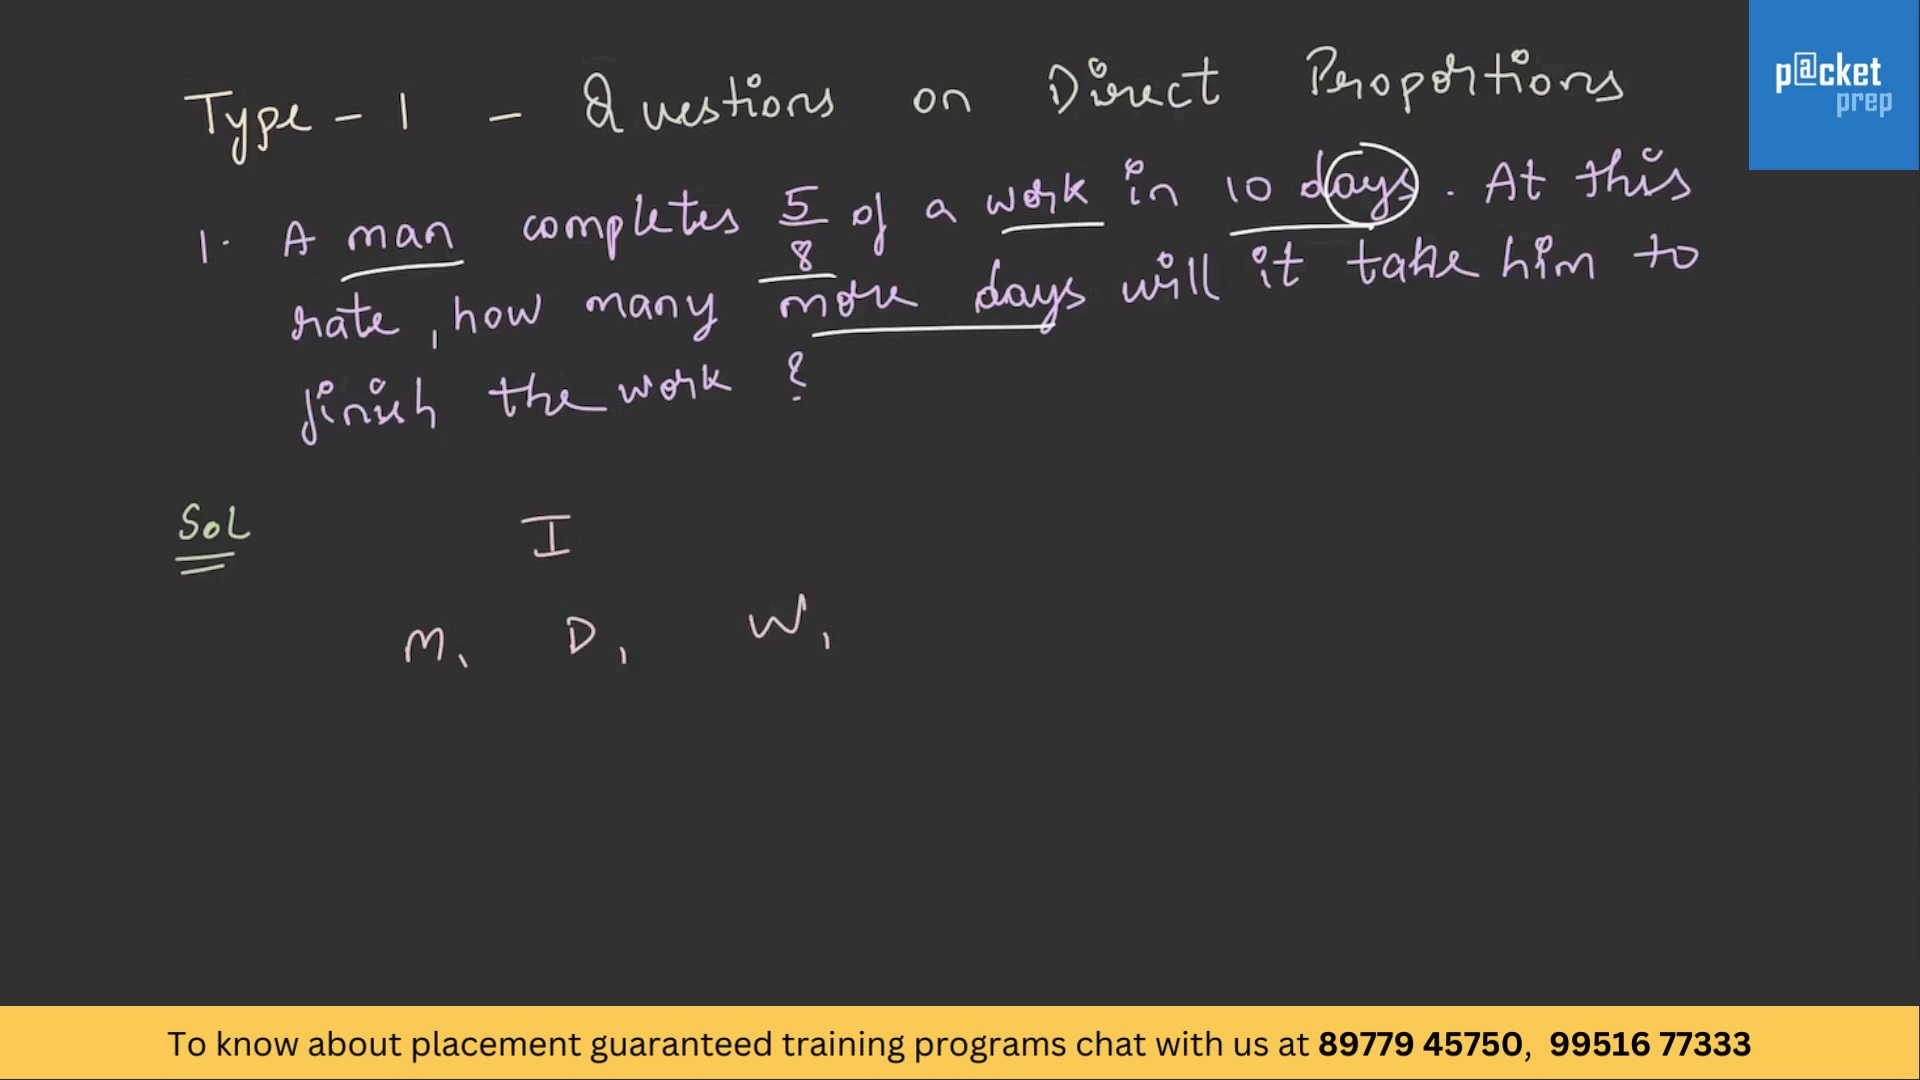 Type - 1 - Questions on Direct Proportions
p@cket
prep
1. A man completes 5/8 of a work in 10 days. At this
rate, how many more days will it take him to
finish the work ?
Sol
I
M₁ D₁ W₁
To know about placement guaranteed training programs chat with us at 89779 45750, 99516 77333